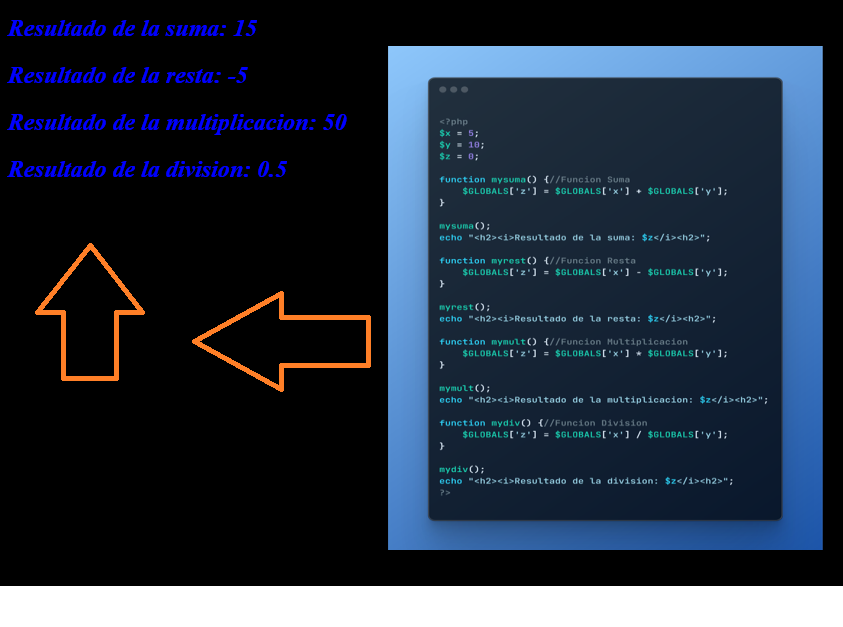 Resultado de la suma: 15
Resultado de la resta: -5
Resultado de la multiplicacion: 50
Resultado de la division: 0.5
<?php
$x = 5;
$y = 10;
$z = 0;
function mysuma() {//Funcion Suma
    $GLOBALS['z'] = $GLOBALS['x'] + $GLOBALS['y'];
}
mysuma();
echo "<h2><i>Resultado de la suma: $z</i><h2>";
function myrest() {//Funcion Resta
    $GLOBALS['z'] = $GLOBALS['x'] - $GLOBALS['y'];
}
myrest();
echo "<h2><i>Resultado de la resta: $z</i><h2>";
function mymult() {//Funcion Multiplicacion
    $GLOBALS['z'] = $GLOBALS['x'] * $GLOBALS['y'];
}
mymult();
echo "<h2><i>Resultado de la multiplicacion: $z</i><h2>";
function mydiv() {//Funcion Division
    $GLOBALS['z'] = $GLOBALS['x'] / $GLOBALS['y'];
}
mydiv();
echo "<h2><i>Resultado de la division: $z</i><h2>";
?>